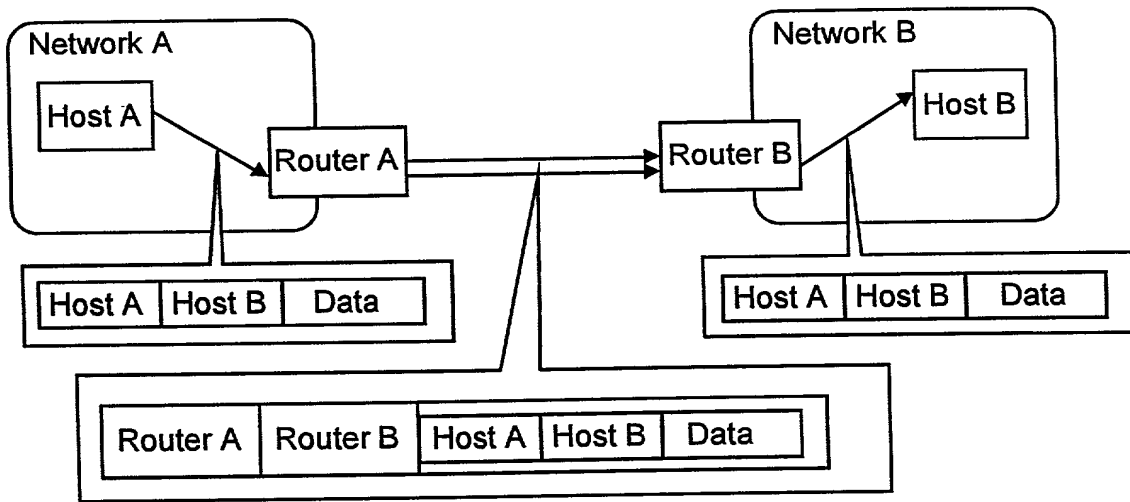 Network A
Host A
Router A
Network B
Host B
Router B
Host A Host B Data
Host A Host B Data
Router A Router B Host A Host B Data